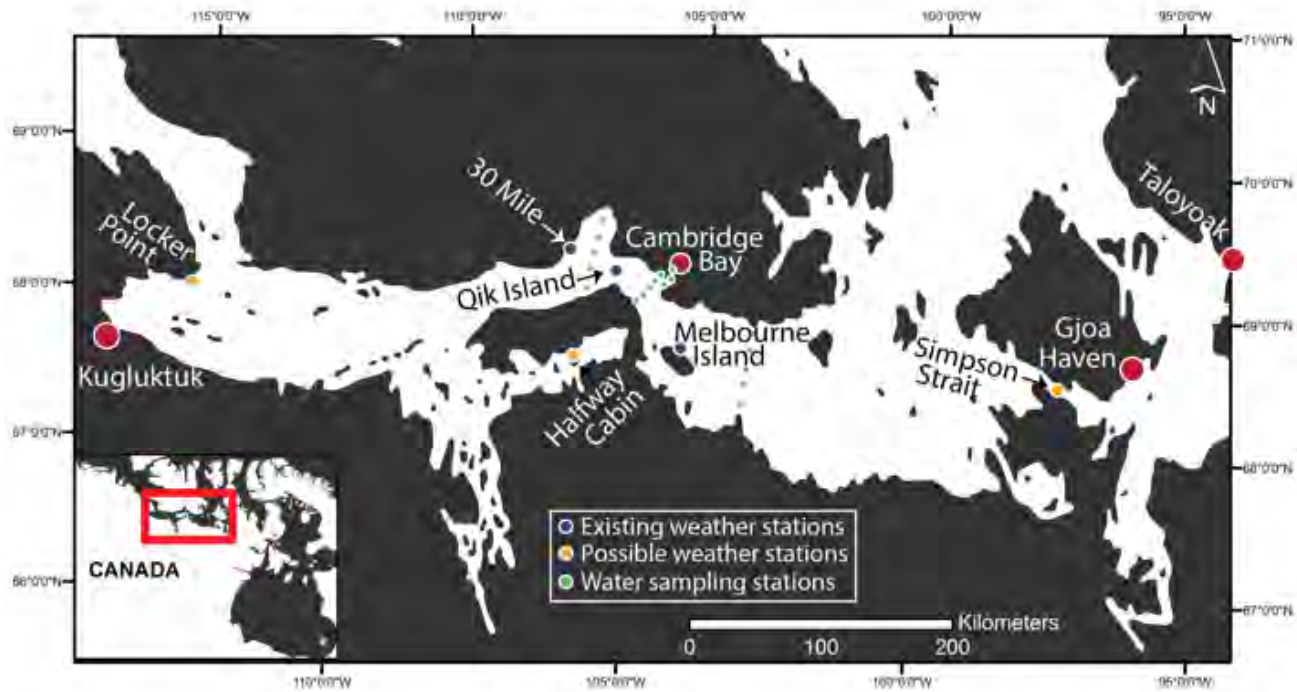 115°0'0"W
110°0'0"W
105°0'0"W
100°0'0"W
95°0'0"W
71°0'0"N
N
69°0'0"N
70°0'0"N
30 Mile
Taloyoak
Locker
Point
Cambridge
Bay
68°0'0"N
Qik Island
69°0'0"N
Gjoa
Haven
Melbourne
Island
Simpson
Strait
Kugluktuk
Halfway
Cabin
67°0'0"N
68°0'0"N
Existing weather stations
Possible weather stations
Water sampling stations
CANADA
66°0'0"N
67°0'0"N
Kilometers
0 100 200
110°0'0"W
105°0'0"W
100°0'0"W
95°0'0"W